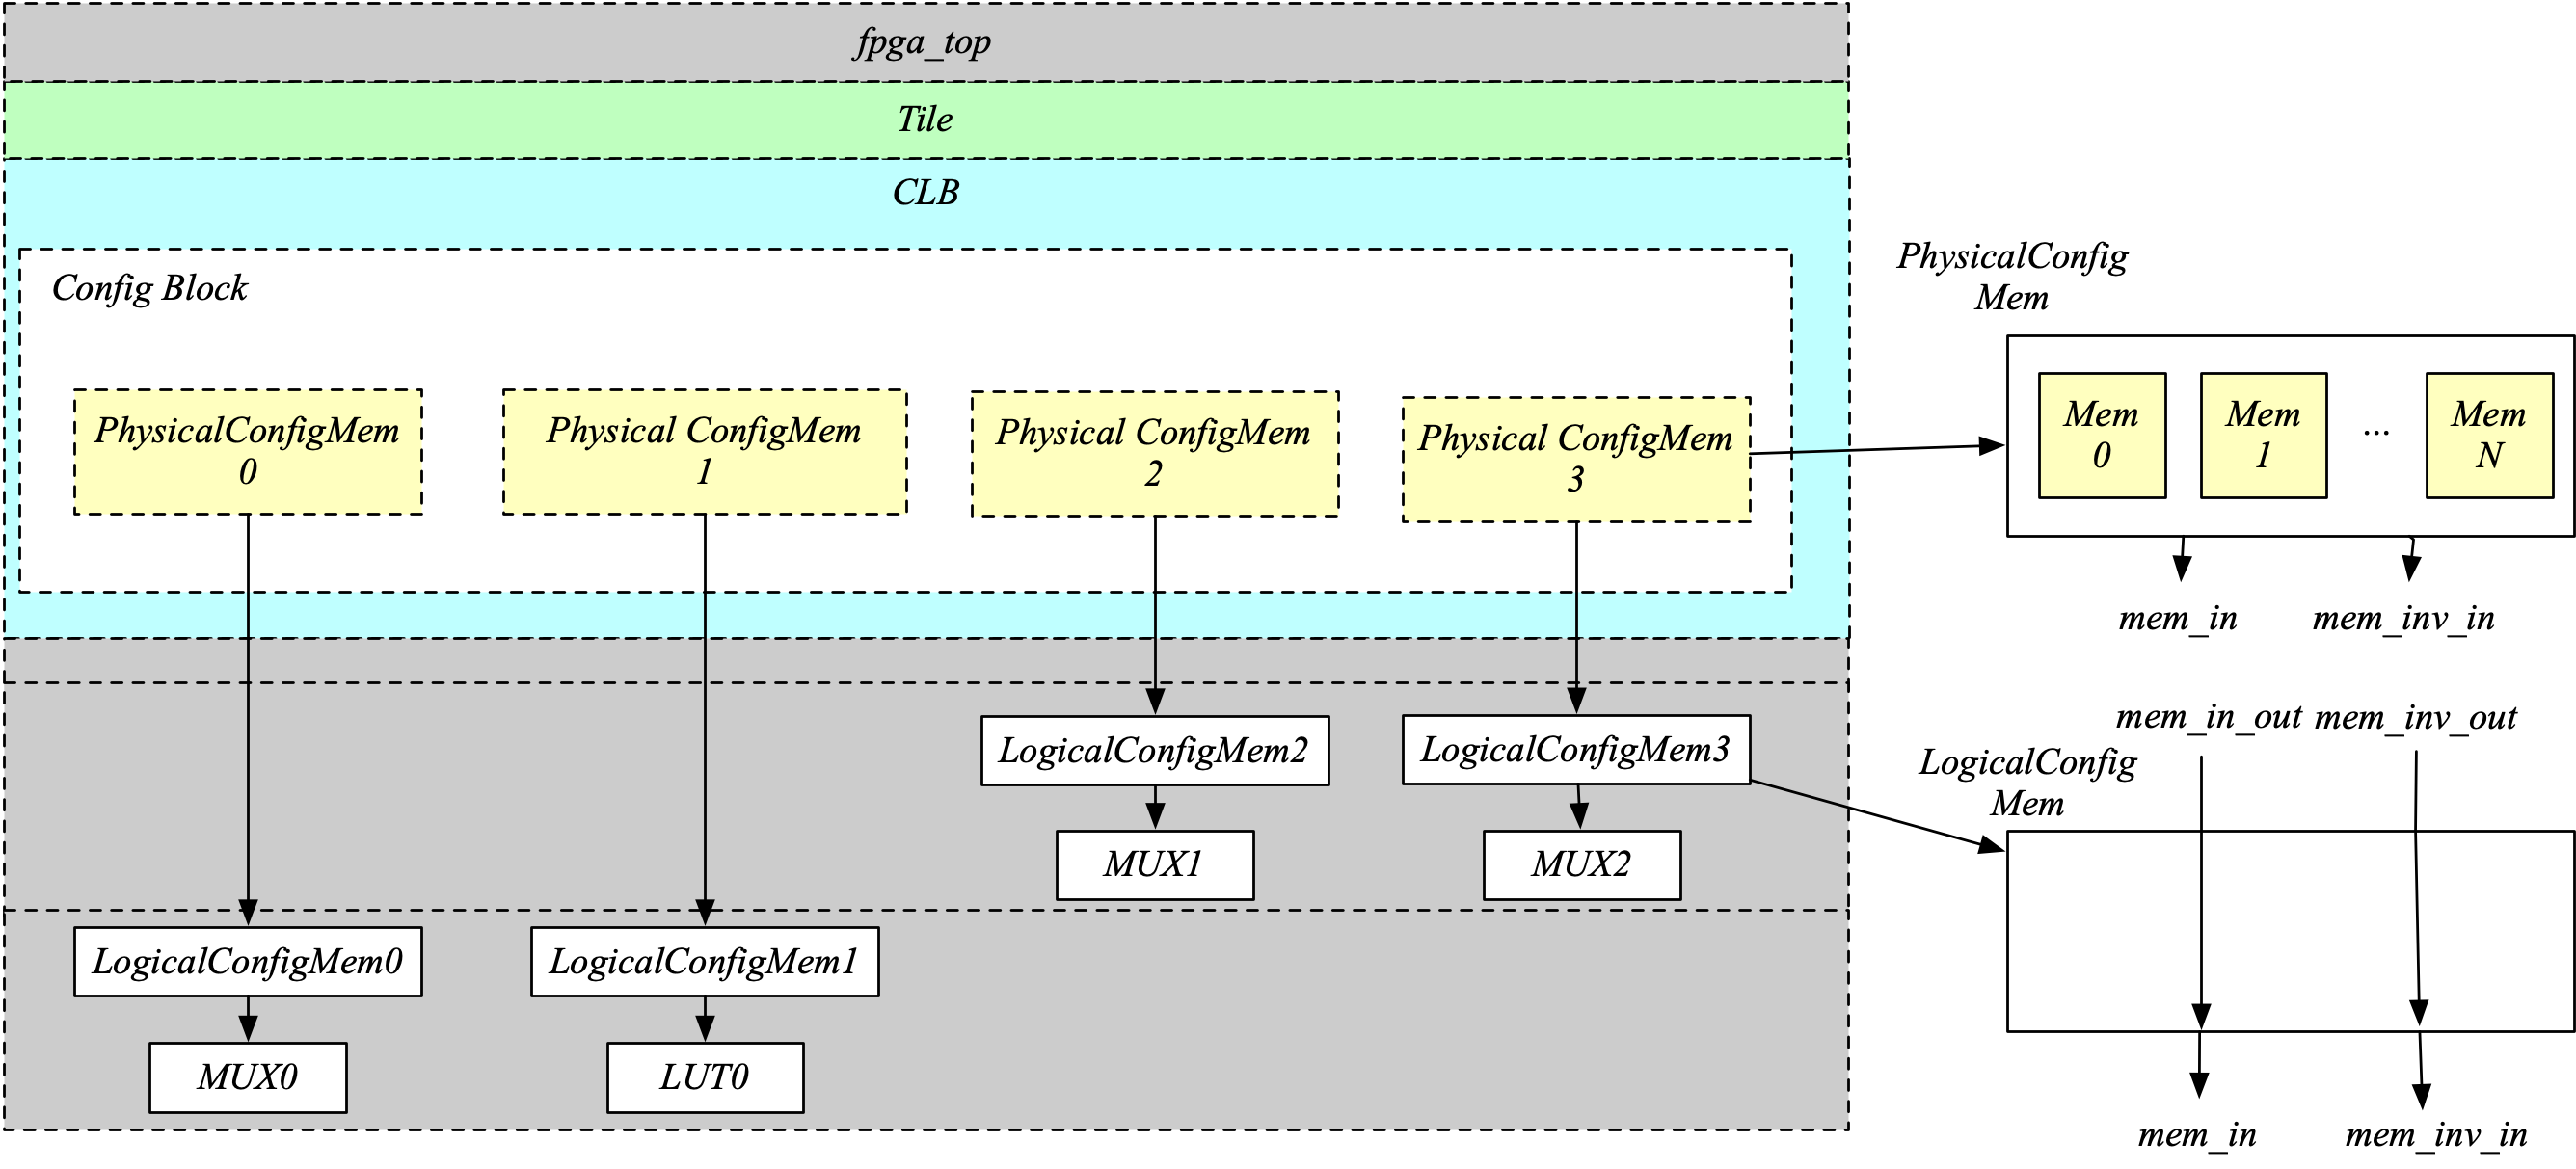 fpga_top
Tile
CLB
Config Block
PhysicalConfigMem
0
Physical ConfigMem
1
Physical ConfigMem
2
Physical ConfigMem
3
PhysicalConfig
Mem
Mem
0
Mem
1
...
Mem
N
mem_in
mem_inv_in
mem_in_out
mem_inv_out
LogicalConfig
Mem
LogicalConfigMem2
LogicalConfigMem3
MUX1
MUX2
LogicalConfigMem0
LogicalConfigMem1
MUX0
LUT0
mem_in
mem_inv_in